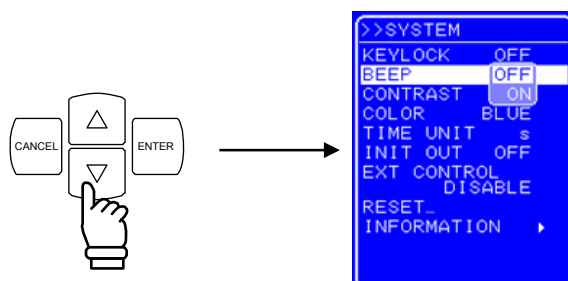 CANCEL
ENTER
>>SYSTEM
KEYLOCK OFF
BEEP OFF
CONTRAST ON
COLOR BLUE
TIME UNIT s
INIT OUT OFF
EXT CONTROL
DISABLE
RESET_
INFORMATION